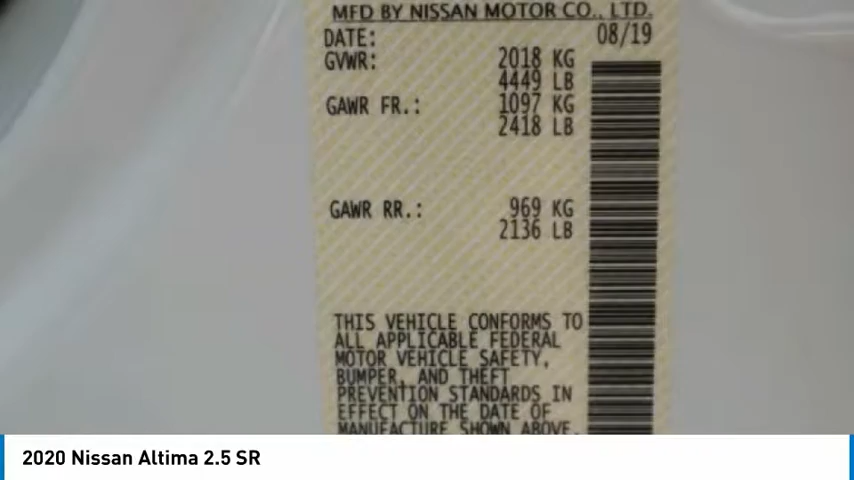 MFD BY NISSAN MOTOR CO., LTD.
DATE: 08/19
GVWR: 2018 KG
4449 LB
GAWR FR.: 1097 KG
2418 LB
GAWR RR.: 969 KG
2136 LB
THIS VEHICLE CONFORMS TO
ALL APPLICABLE FEDERAL
MOTOR VEHICLE SAFETY,
BUMPER, AND THEFT
PREVENTION STANDARDS IN
EFFECT ON THE DATE OF
MANUFACTURE SHOWN ABOVE.
2020 Nissan Altima 2.5 SR